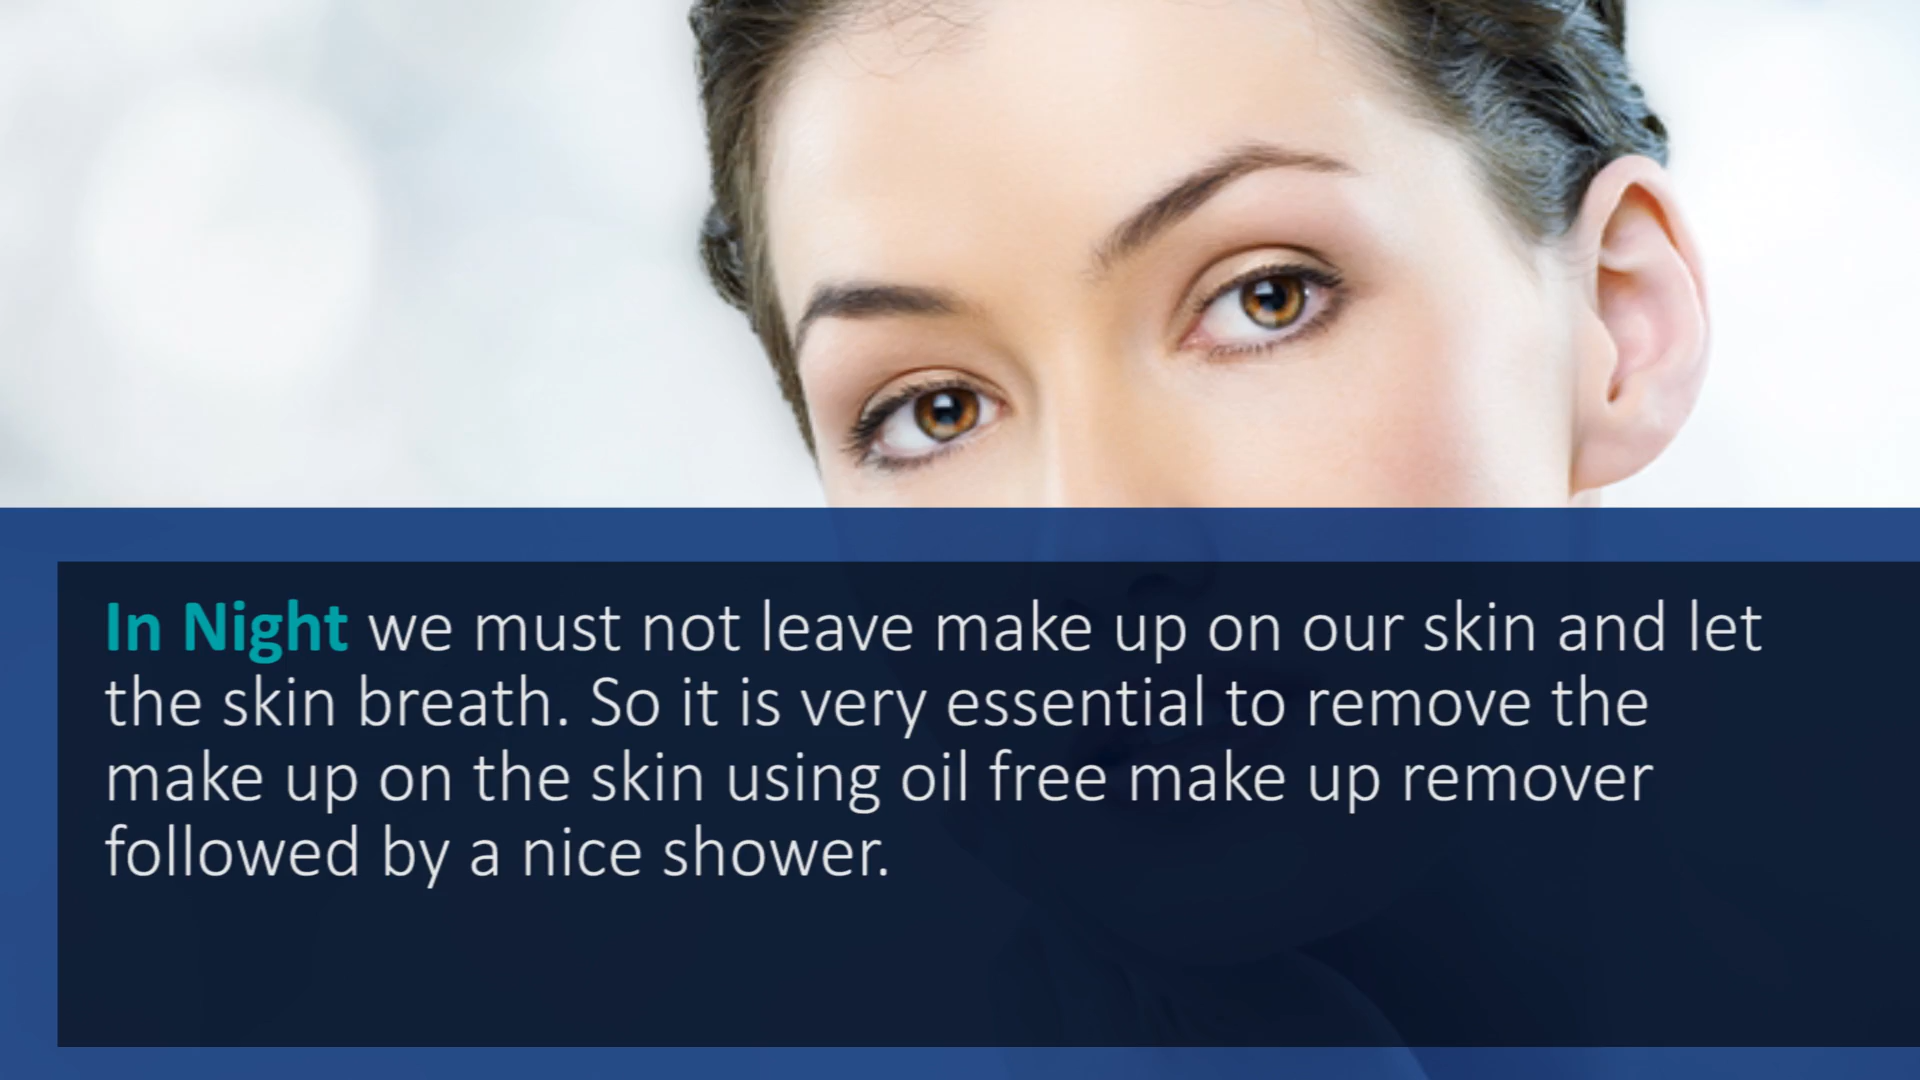 In Night we must not leave make up on our skin and let
the skin breath. So it is very essential to remove the
make up on the skin using oil free make up remover
followed by a nice shower.